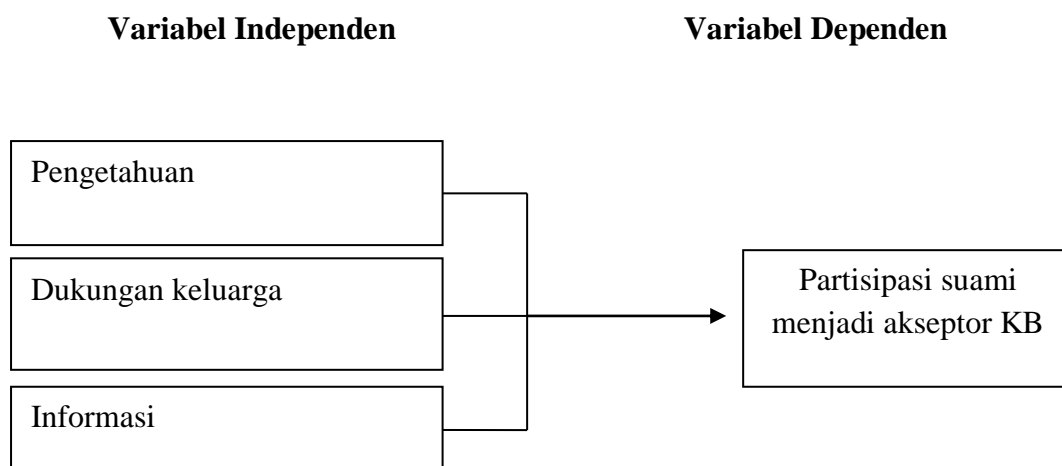 Variabel Independen
Variabel Dependen
Pengetahuan
Dukungan keluarga
Informasi
Partisipasi suami
menjadi akseptor KB